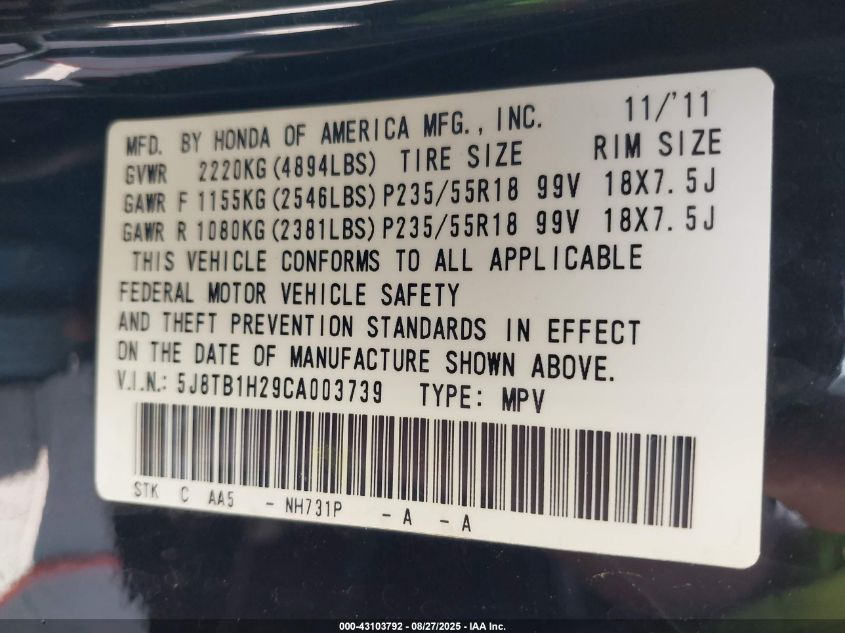 MFD. BY HONDA OF AMERICA MFG., INC. 11/'11
GVWR 2220KG (4894LBS) TIRE SIZE RIM SIZE
GAWR F 1155KG (2546LBS) P235/55R18 99V 18X7.5J
GAWR R 1080KG (2381LBS) P235/55R18 99V 18X7.5J
THIS VEHICLE CONFORMS TO ALL APPLICABLE
FEDERAL MOTOR VEHICLE SAFETY
AND THEFT PREVENTION STANDARDS IN EFFECT
ON THE DATE OF MANUFACTURE SHOWN ABOVE.
V.I.N.: 5J8TB1H29CA003739 TYPE: MPV
STK C AA5 - NH731P - A - A
000-43103792 - 08/27/2025 - IAA Inc.